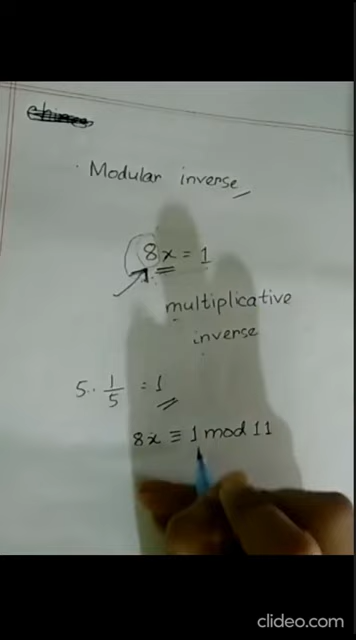 Modular inverse
8x = 1
multiplicative
inverse
5 · 1/5 = 1
8x ≡ 1 mod 11
clideo.com